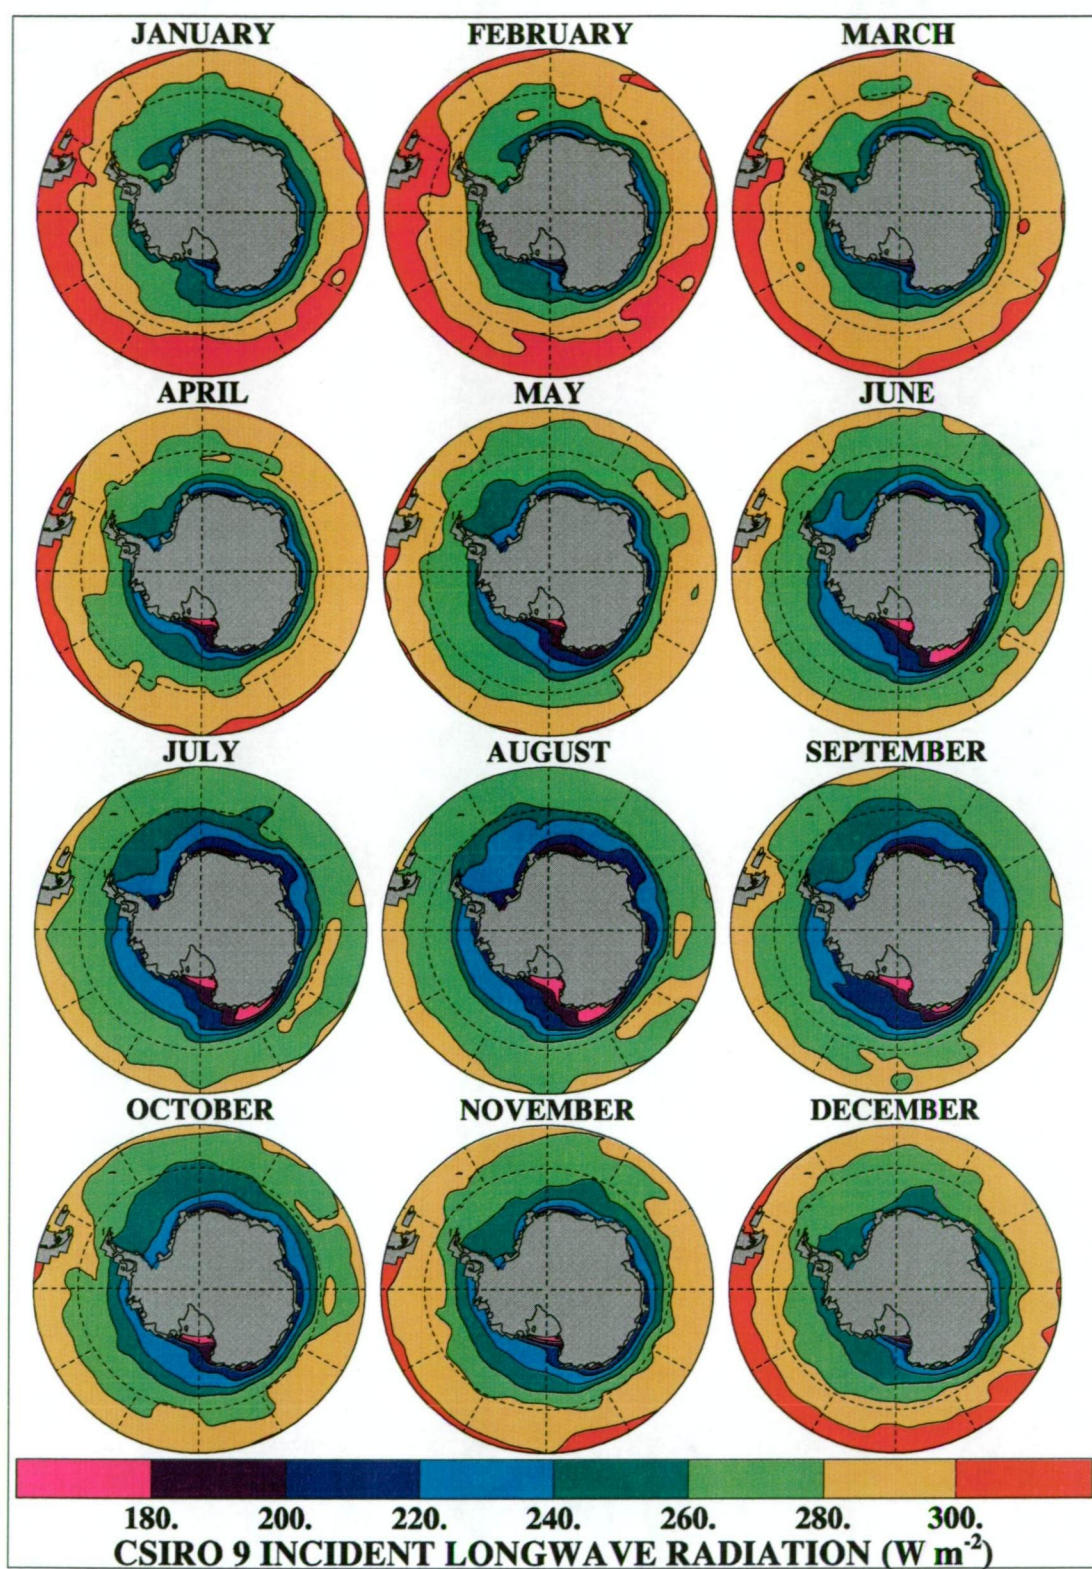 JANUARY FEBRUARY MARCH
APRIL MAY JUNE
JULY AUGUST SEPTEMBER
OCTOBER NOVEMBER DECEMBER
180. 200. 220. 240. 260. 280. 300.
CSIRO 9 INCIDENT LONGWAVE RADIATION (W m⁻²)